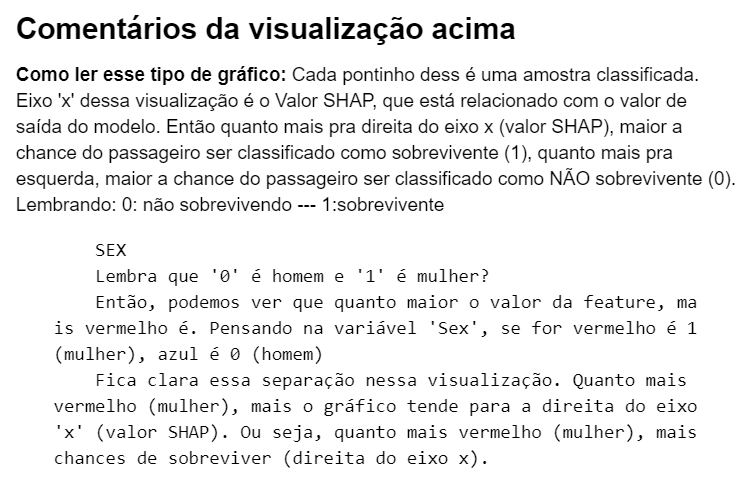 Comentários da visualização acima
Como ler esse tipo de gráfico: Cada pontinho dess é uma amostra classificada.
Eixo 'x' dessa visualização é o Valor SHAP, que está relacionado com o valor de
saída do modelo. Então quanto mais pra direita do eixo x (valor SHAP), maior a
chance do passageiro ser classificado como sobrevivente (1), quanto mais pra
esquerda, maior a chance do passageiro ser classificado como NÃO sobrevivente (0).
Lembrando: 0: não sobrevivendo --- 1:sobrevivente
SEX
Lembra que '0' é homem e '1' é mulher?
Então, podemos ver que quanto maior o valor da feature, ma
is vermelho é. Pensando na variável 'Sex', se for vermelho é 1
(mulher), azul é 0 (homem)
Fica clara essa separação nessa visualização. Quanto mais
vermelho (mulher), mais o gráfico tende para a direita do eixo
'x' (valor SHAP). Ou seja, quanto mais vermelho (mulher), mais
chances de sobreviver (direita do eixo x).